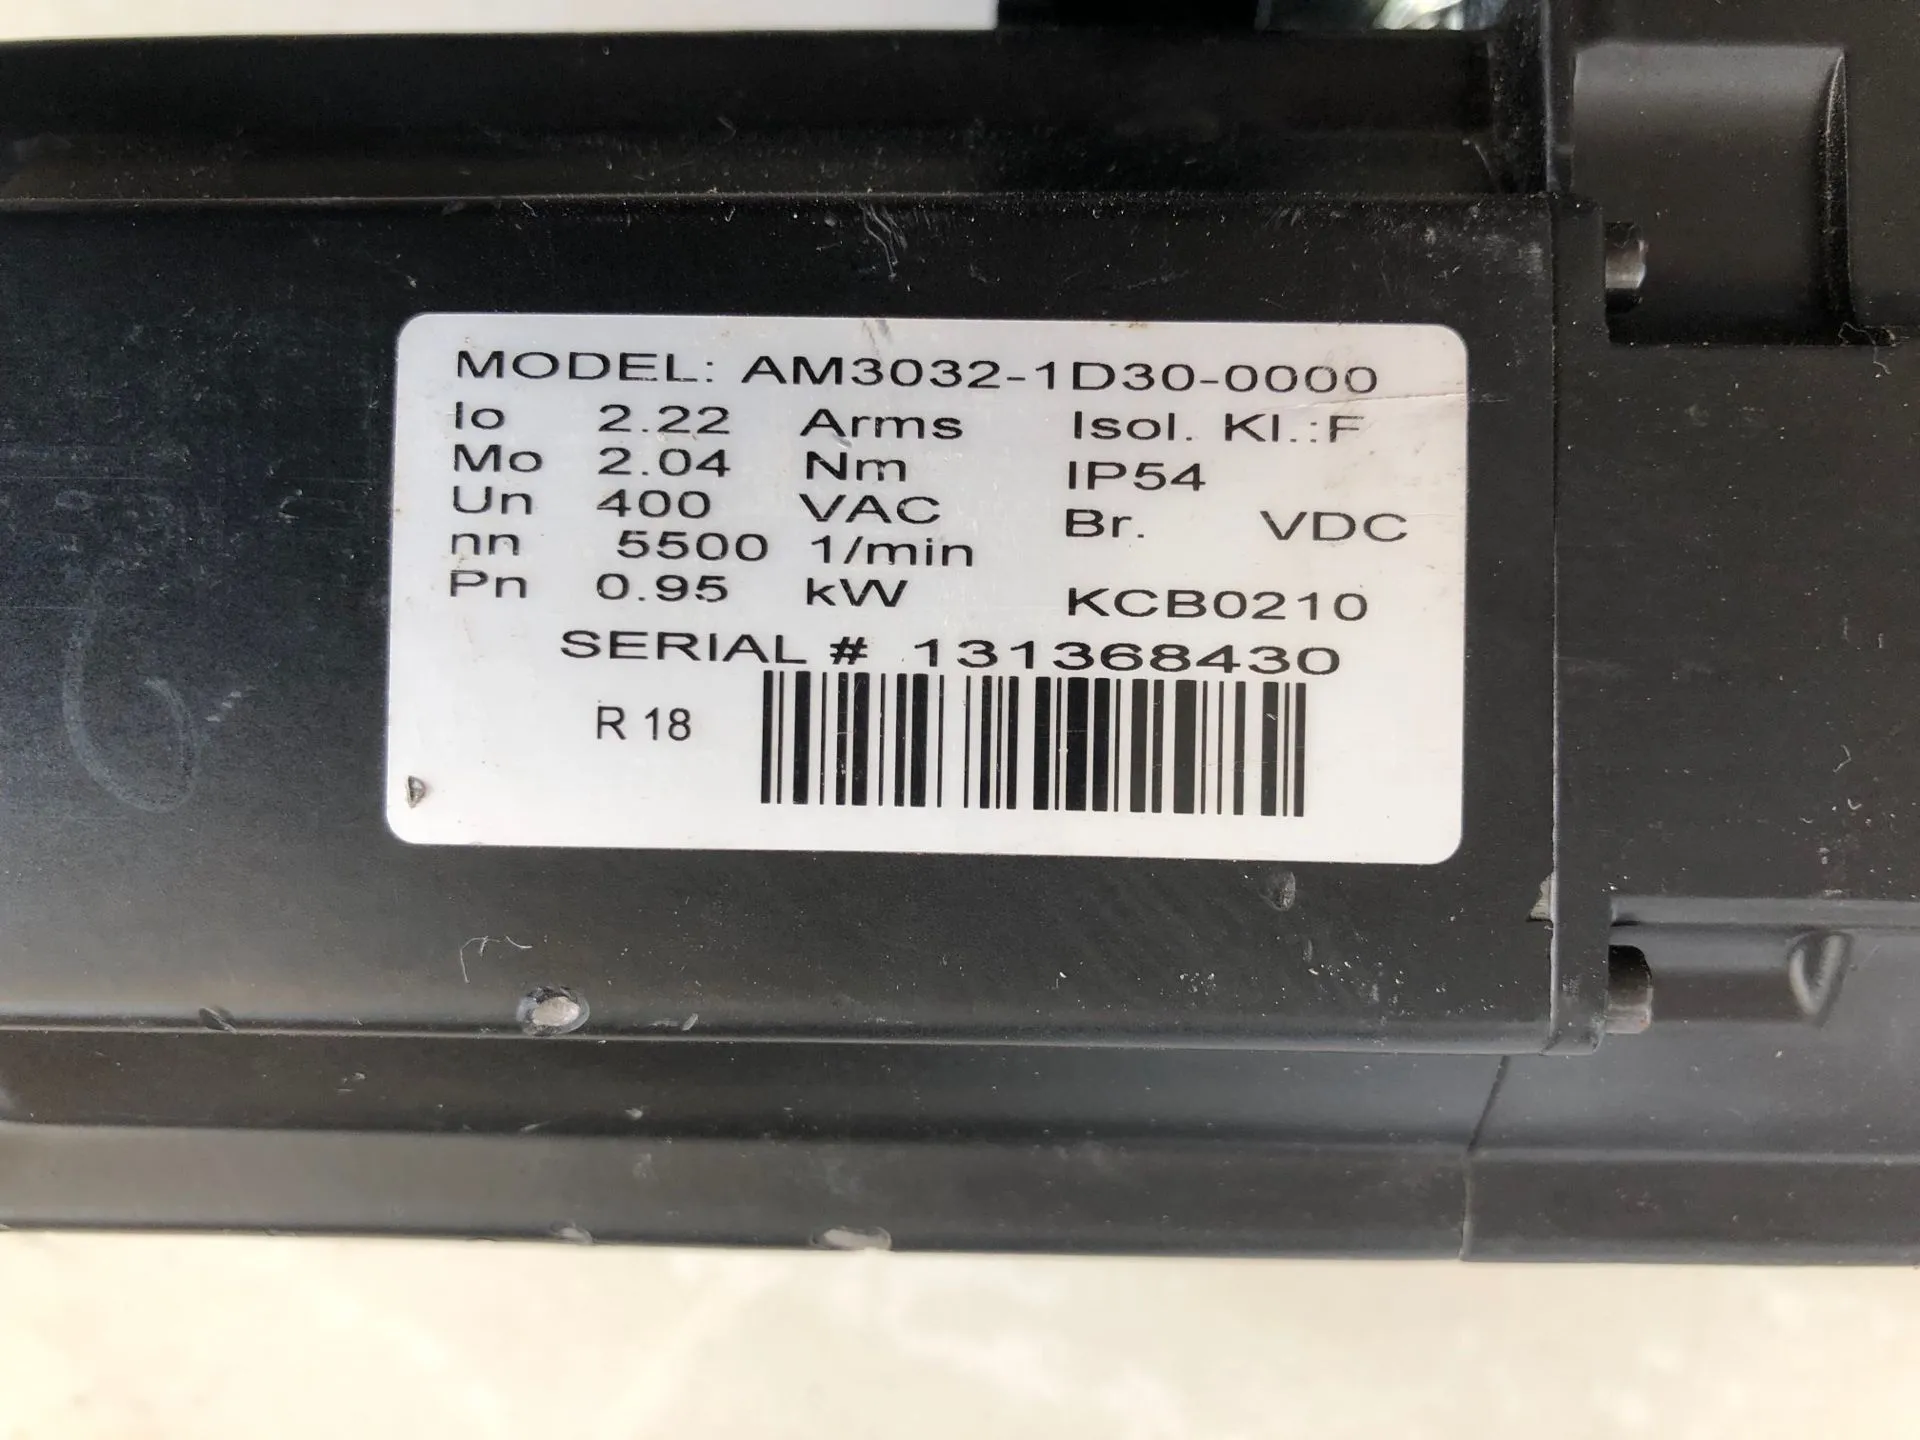 MODEL: AM3032-1D30-0000
Io 2.22 Arms Isol. Kl.:F
Mo 2.04 Nm IP54
Un 400 VAC Br. VDC
nn 5500 1/min
Pn 0.95 kW KCB0210
SERIAL # 131368430
R 18